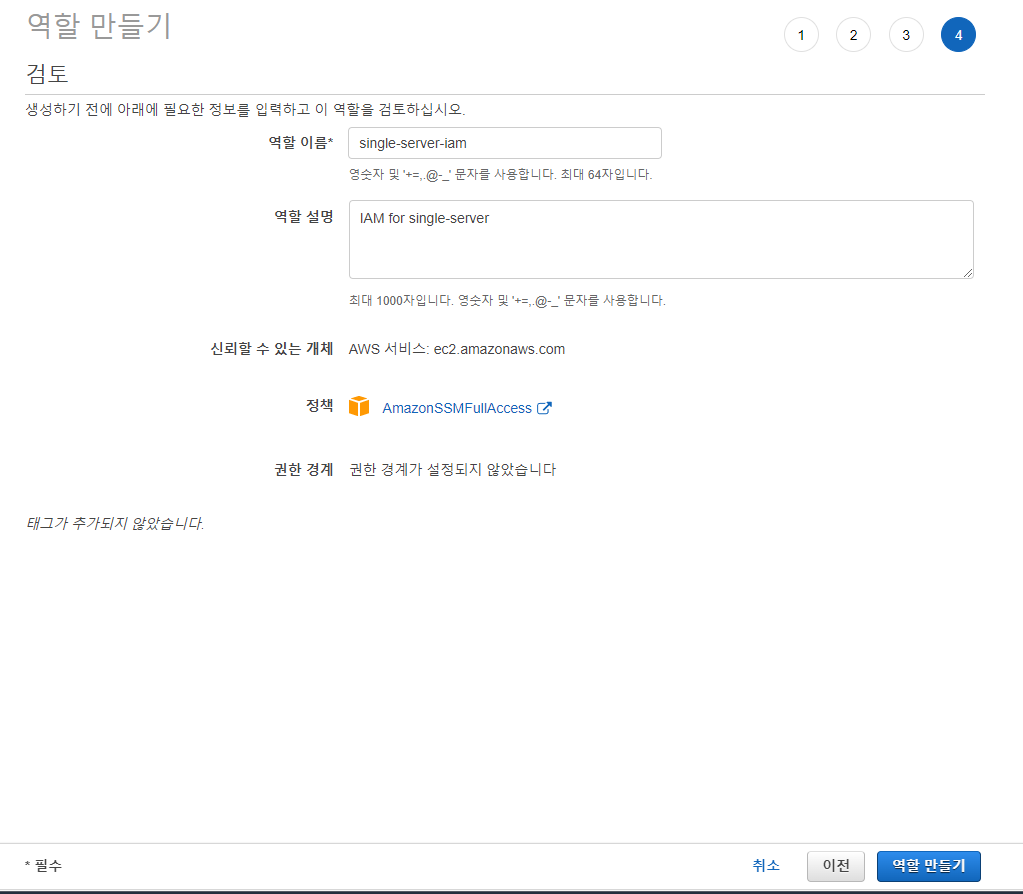 역할 만들기
1 2 3 4
검토
생성하기 전에 아래에 필요한 정보를 입력하고 이 역할을 검토하십시오.
역할 이름* single-server-iam
영숫자 및 '+=,.@-_' 문자를 사용합니다. 최대 64자입니다.
역할 설명 IAM for single-server
최대 1000자입니다. 영숫자 및 '+=,.@-_' 문자를 사용합니다.
신뢰할 수 있는 개체 AWS 서비스: ec2.amazonaws.com
정책 AmazonSSMFullAccess
권한 경계 권한 경계가 설정되지 않았습니다
태그가 추가되지 않았습니다.
* 필수 취소 이전 역할 만들기